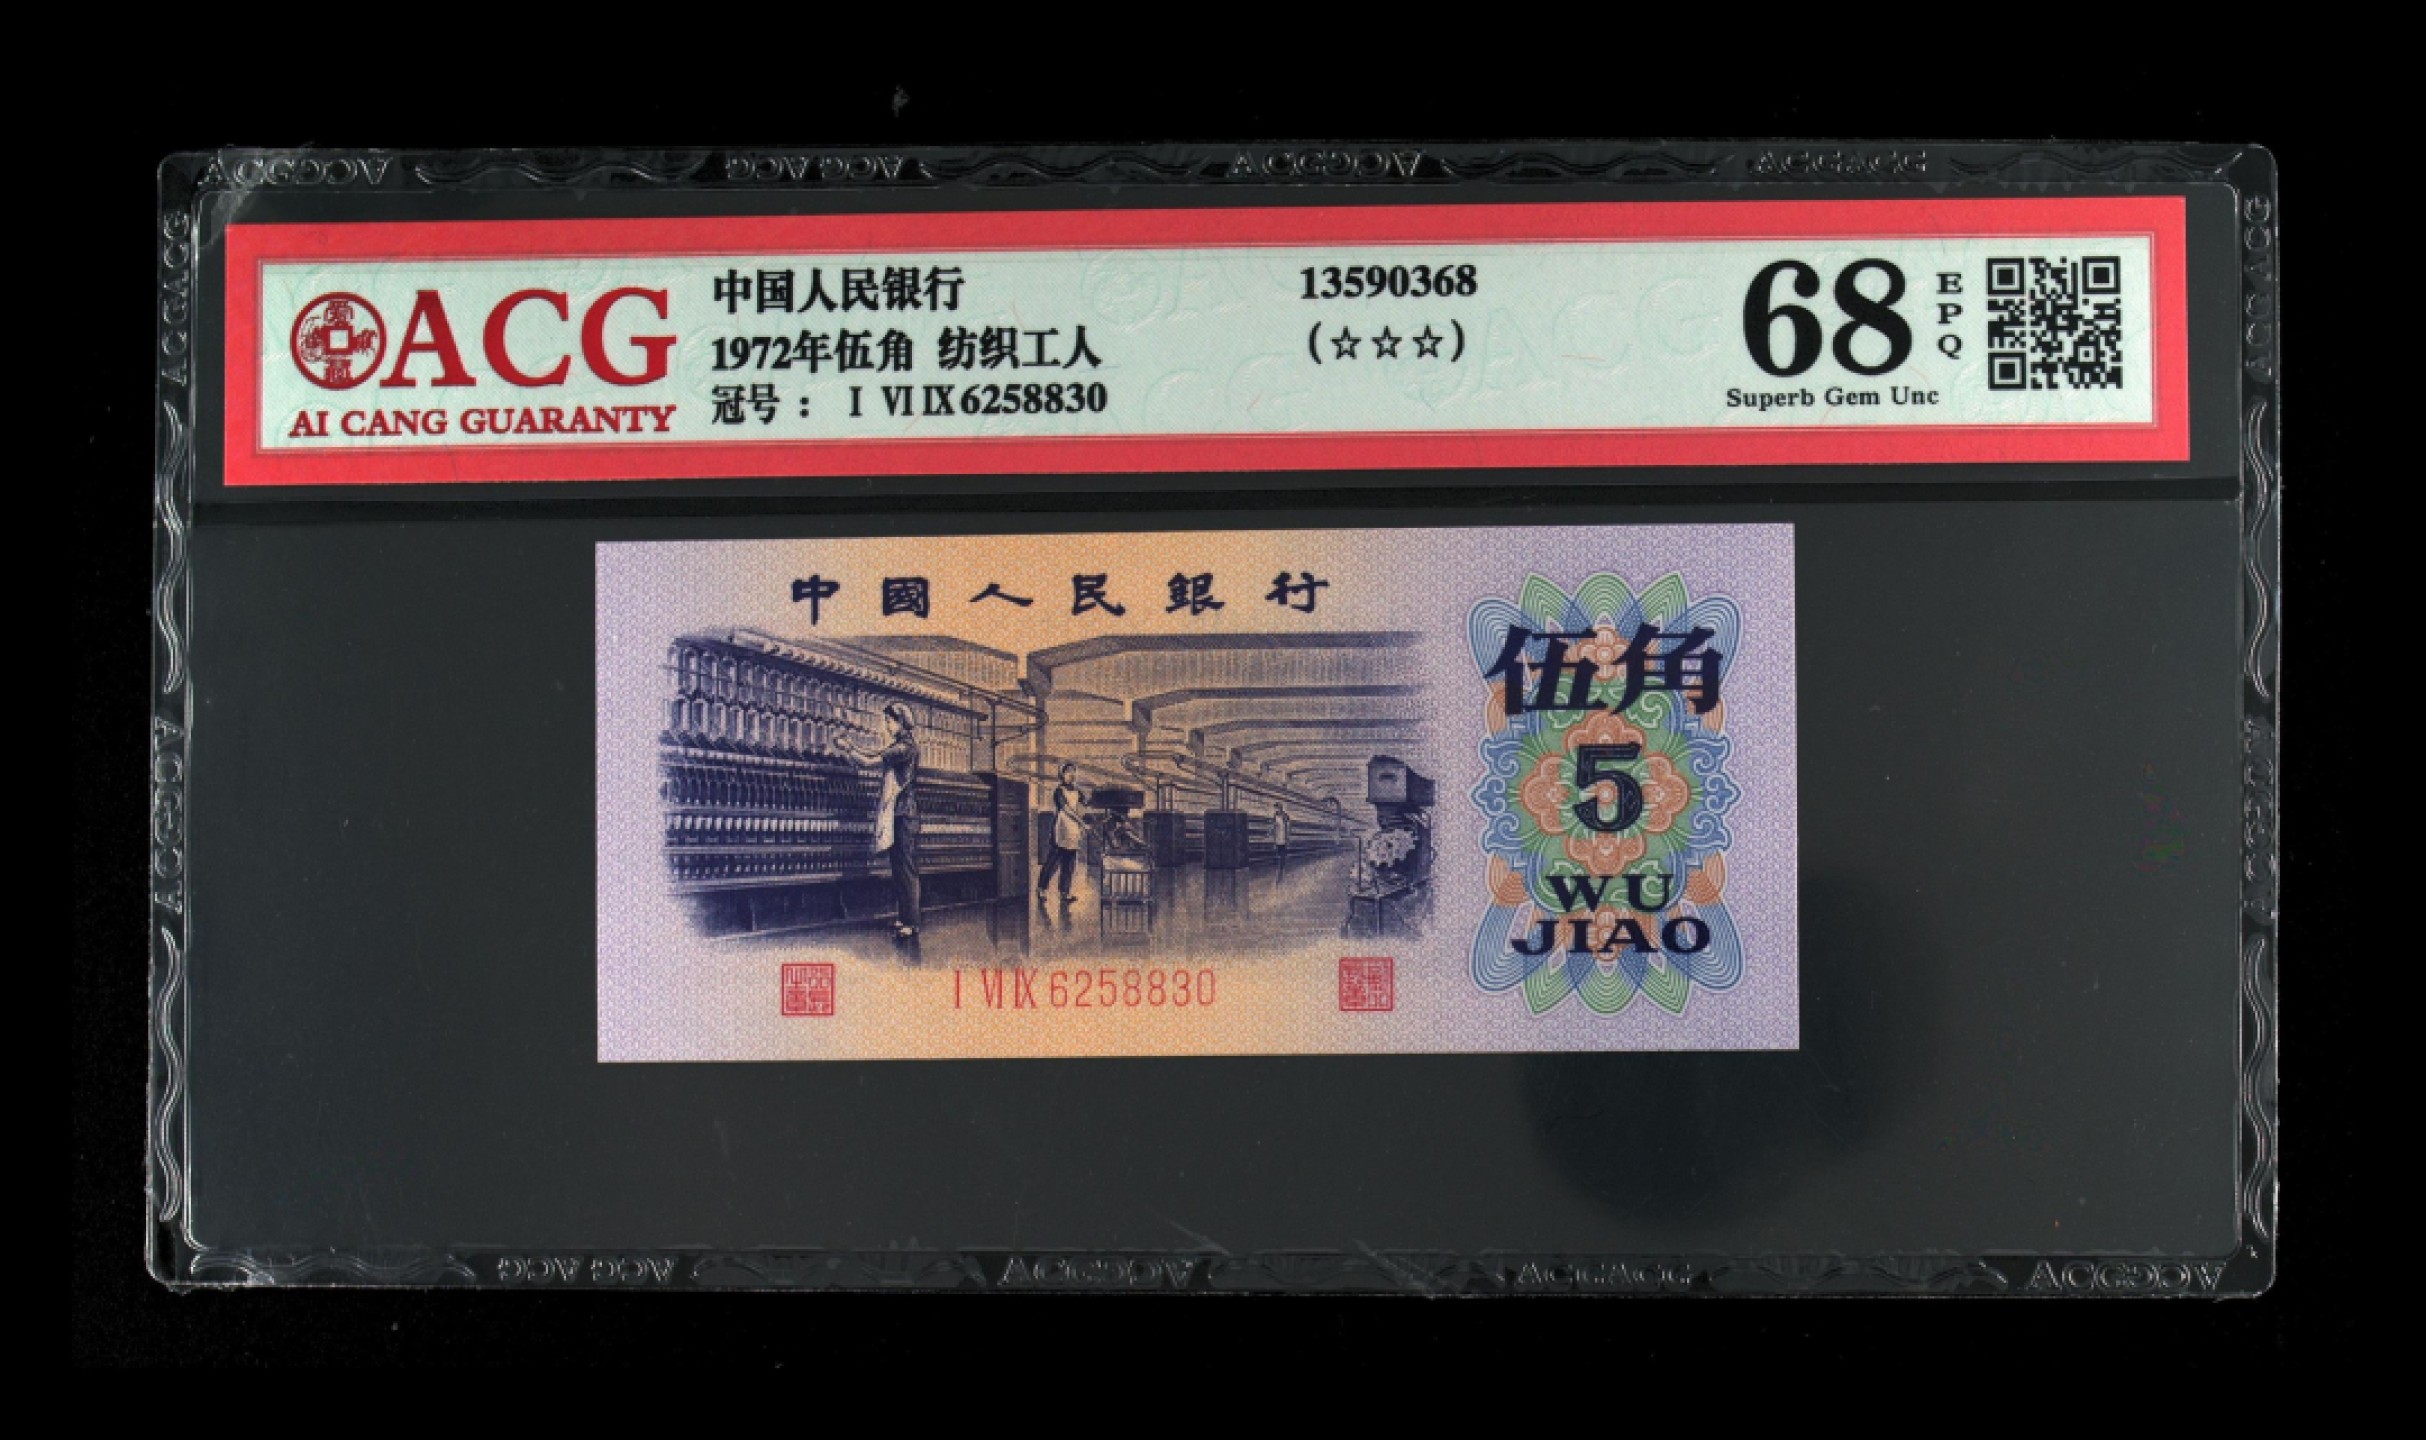 ACG
AI CANG GUARANTY
中国人民银行
1972年伍角 纺织工人
冠号： Ⅰ Ⅵ Ⅸ 6258830
13590368
(☆☆☆)
68
EPQ
Superb Gem Unc
中國人民銀行
伍角
5
WU
JIAO
Ⅰ Ⅵ Ⅸ 6258830